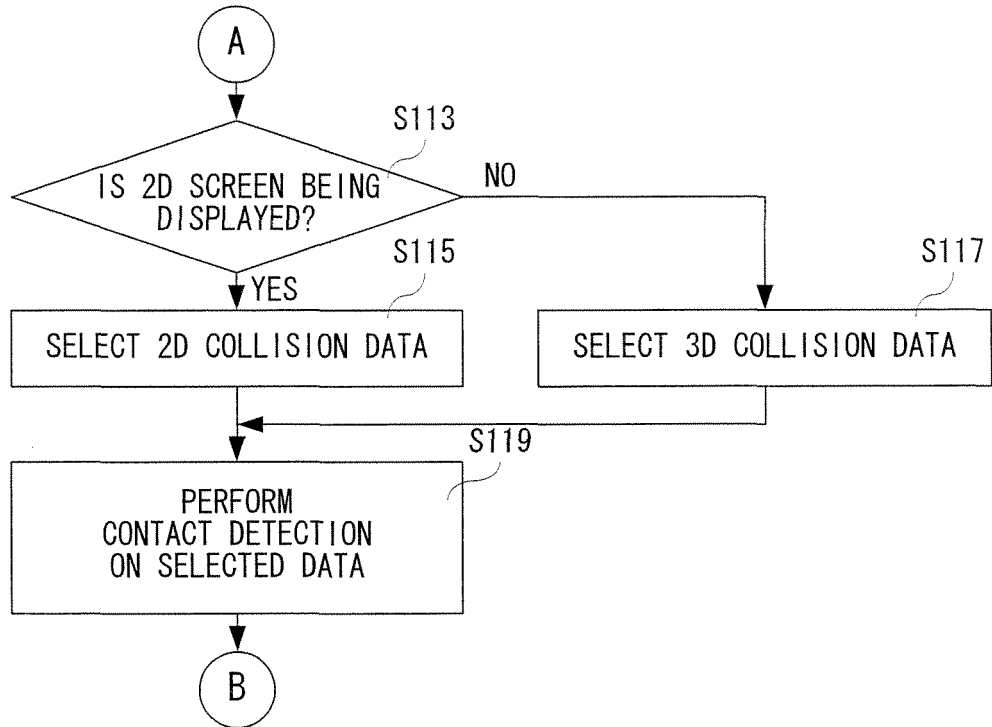 A
S113
IS 2D SCREEN BEING
DISPLAYED?
NO
S115
YES
S117
SELECT 2D COLLISION DATA
SELECT 3D COLLISION DATA
S119
PERFORM
CONTACT DETECTION
ON SELECTED DATA
B